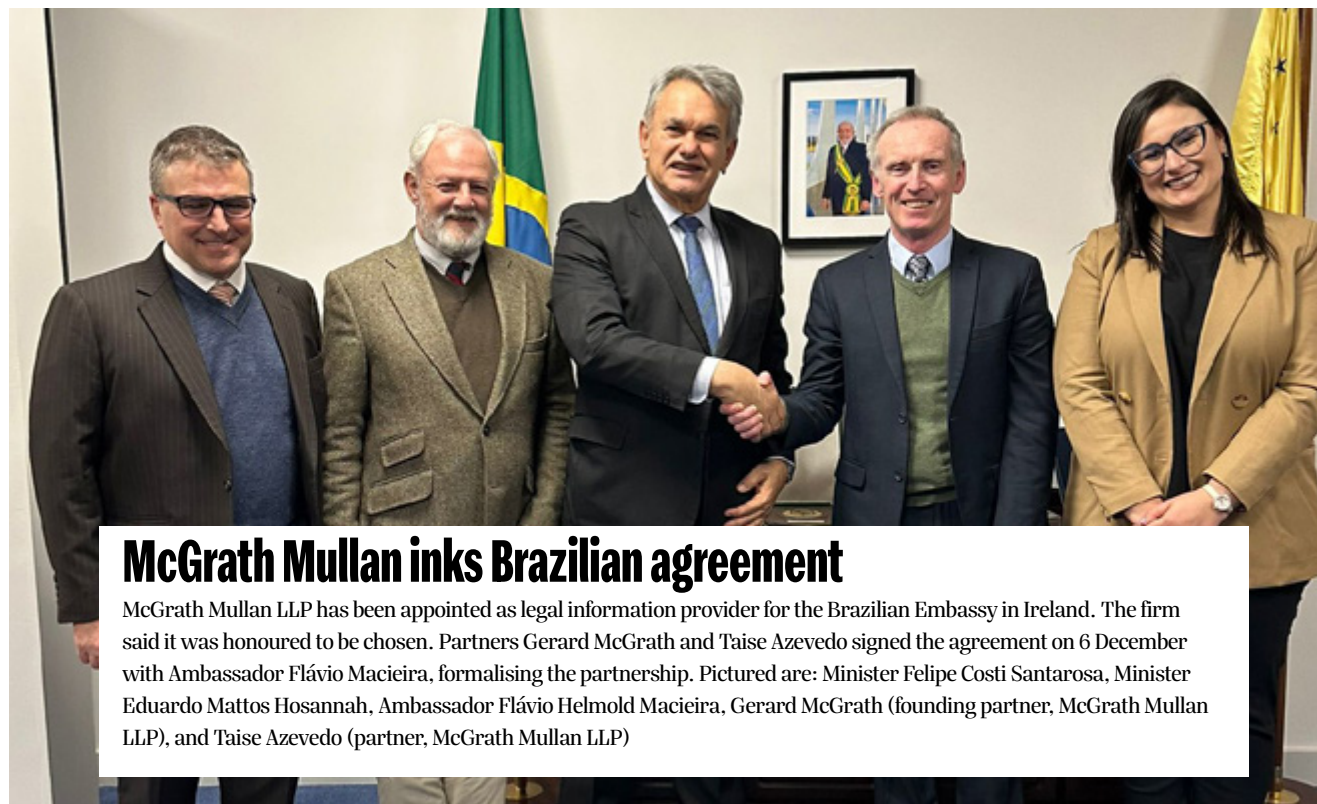 McGrath Mullan inks Brazilian agreement
McGrath Mullan LLP has been appointed as legal information provider for the Brazilian Embassy in Ireland. The firm
said it was honoured to be chosen. Partners Gerard McGrath and Taise Azevedo signed the agreement on 6 December
with Ambassador Flávio Macieira, formalising the partnership. Pictured are: Minister Felipe Costi Santarosa, Minister
Eduardo Mattos Hosannah, Ambassador Flávio Helmold Macieira, Gerard McGrath (founding partner, McGrath Mullan
LLP), and Taise Azevedo (partner, McGrath Mullan LLP)